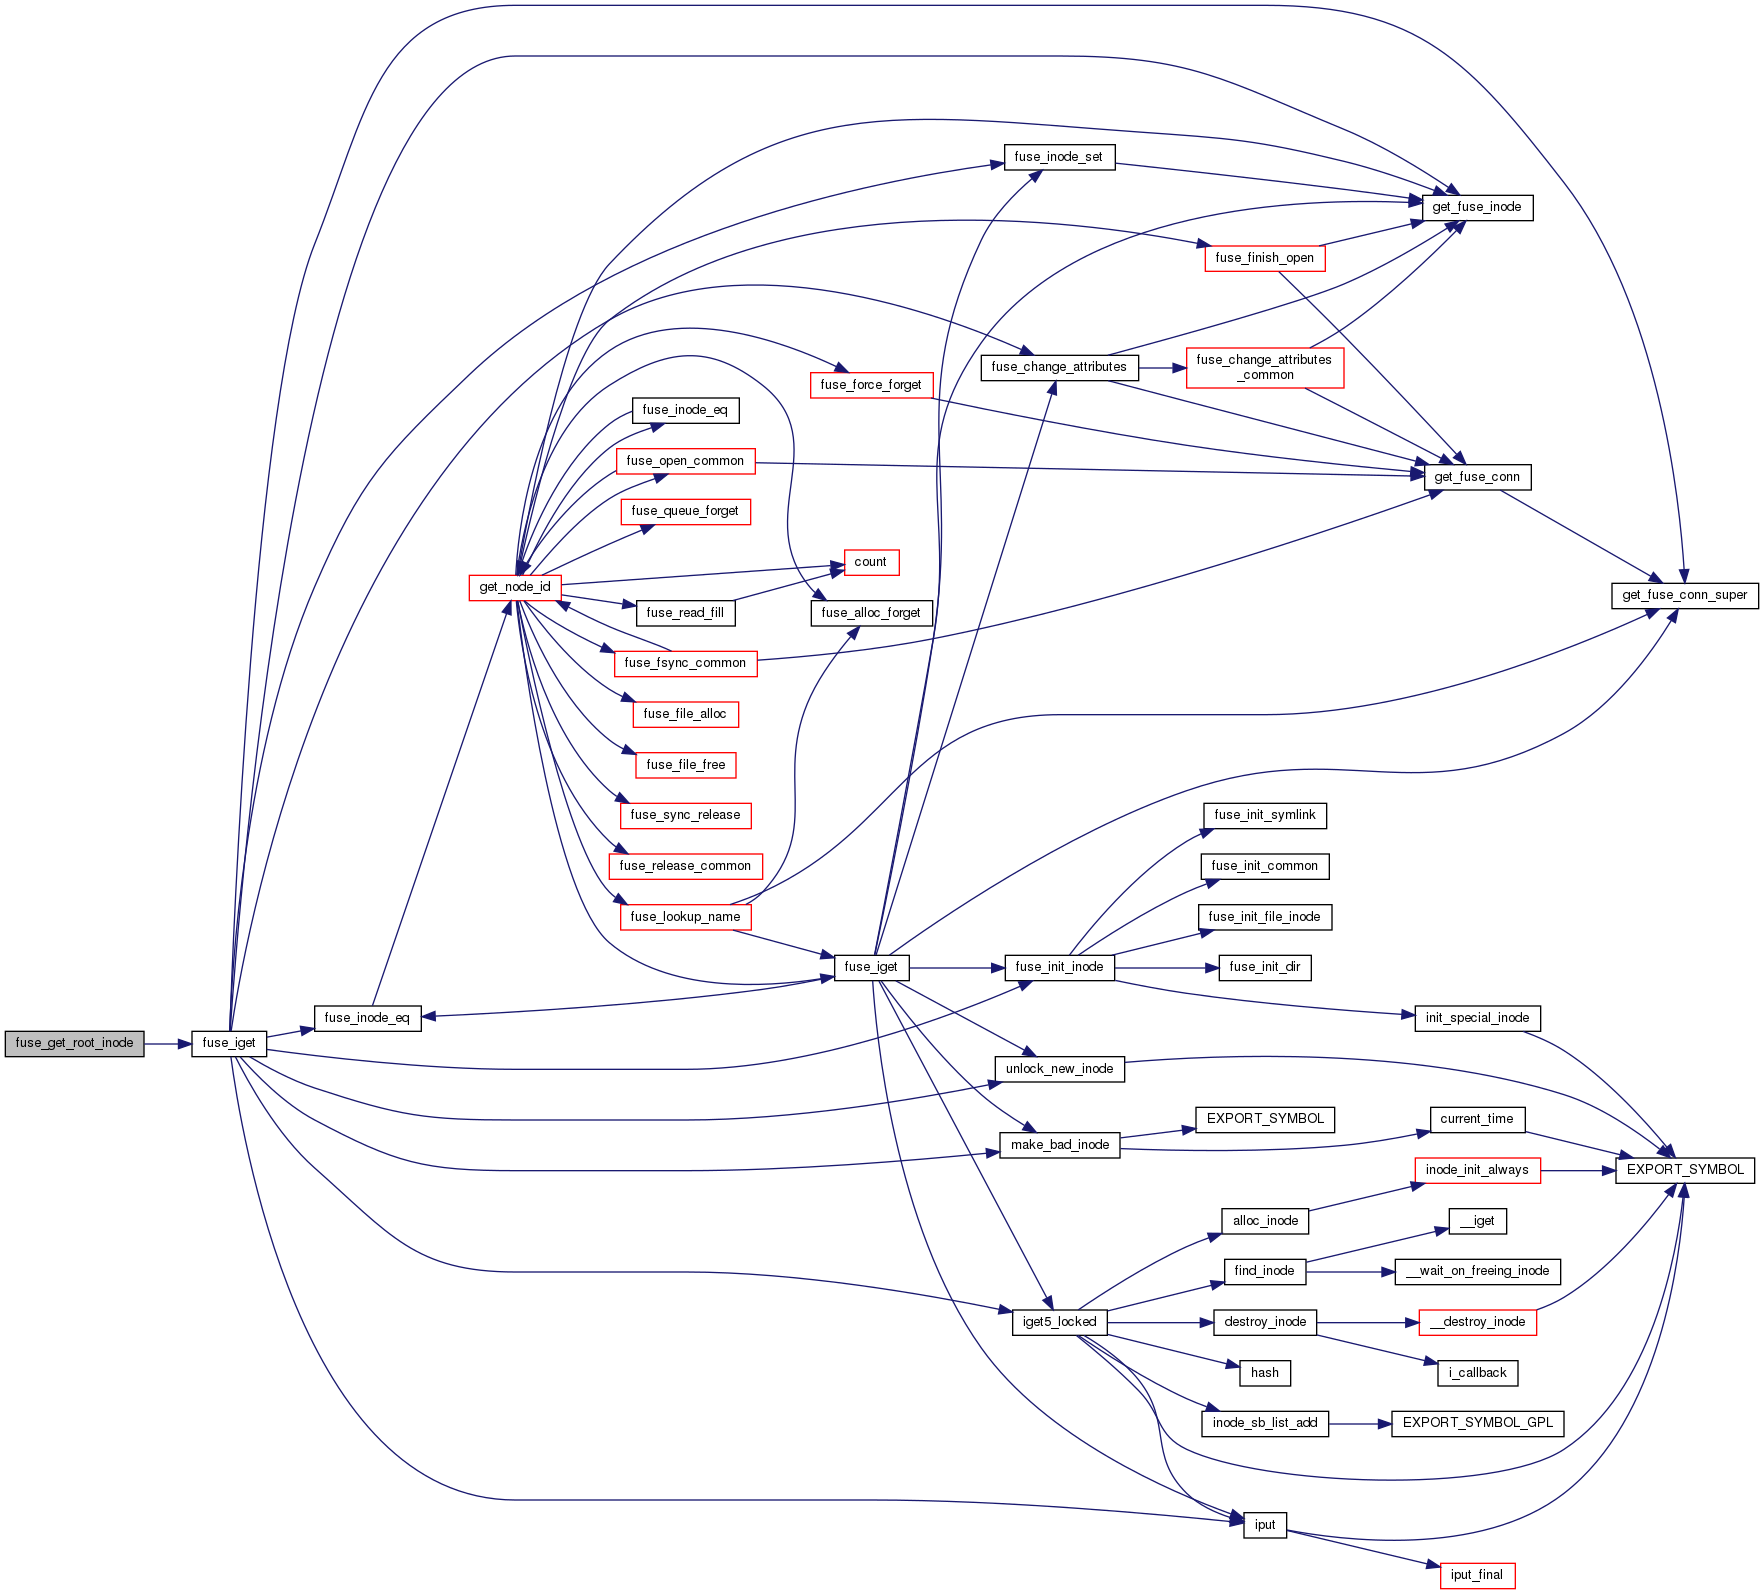 fuse_inode_set
get_fuse_inode
fuse_finish_open
fuse_change_attributes
fuse_change_attributes
_common
fuse_force_forget
fuse_inode_eq
fuse_open_common
get_fuse_conn
fuse_queue_forget
count
get_node_id
get_fuse_conn_super
fuse_read_fill
fuse_alloc_forget
fuse_fsync_common
fuse_file_alloc
fuse_file_free
fuse_sync_release
fuse_init_symlink
fuse_release_common
fuse_init_common
fuse_lookup_name
fuse_init_file_inode
fuse_iget
fuse_init_inode
fuse_init_dir
fuse_inode_eq
init_special_inode
fuse_get_root_inode
fuse_iget
unlock_new_inode
EXPORT_SYMBOL
current_time
make_bad_inode
inode_init_always
EXPORT_SYMBOL
alloc_inode
__iget
find_inode
__wait_on_freeing_inode
iget5_locked
destroy_inode
__destroy_inode
hash
i_callback
inode_sb_list_add
EXPORT_SYMBOL_GPL
iput
iput_final